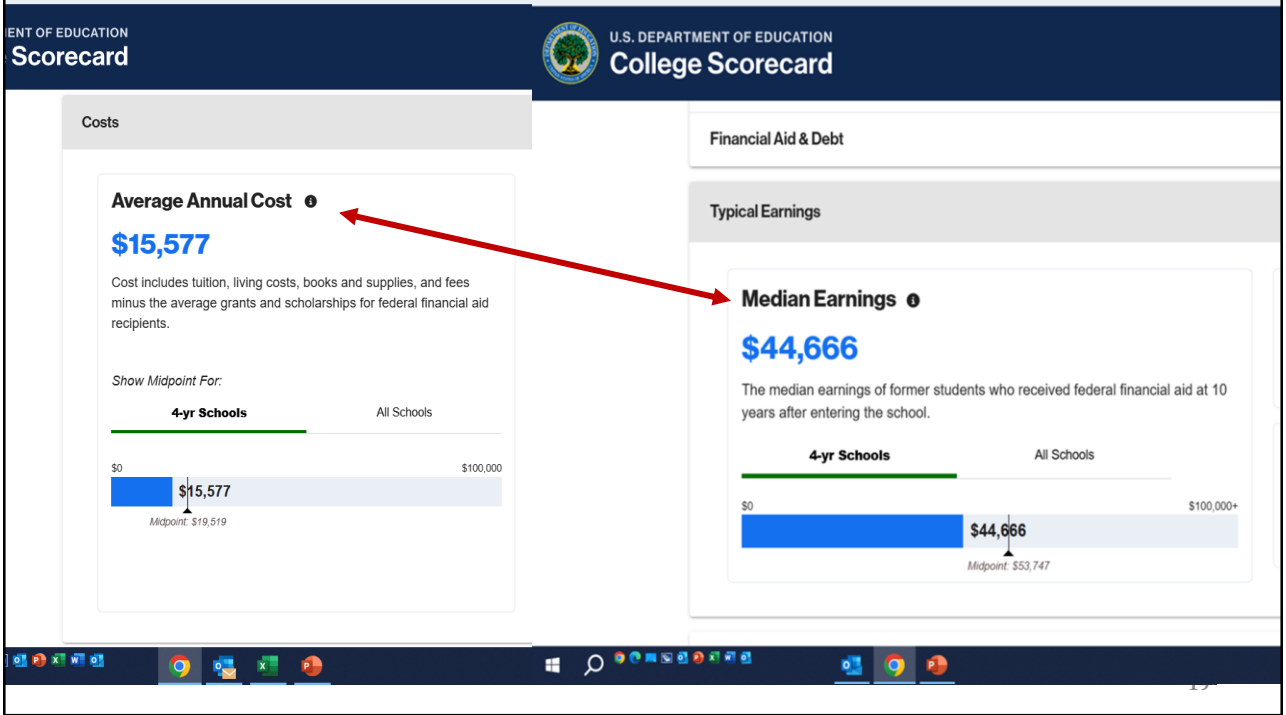 ENT OF EDUCATION
Scorecard
Costs
Average Annual Cost
$15,577
Cost includes tuition, living costs, books and supplies, and fees
minus the average grants and scholarships for federal financial aid
recipients.
Show Midpoint For:
4-yr Schools All Schools
$0 $100,000
$15,577
Midpoint: $19,519
U.S. DEPARTMENT OF EDUCATION
College Scorecard
Financial Aid & Debt
Typical Earnings
Median Earnings
$44,666
The median earnings of former students who received federal financial aid at 10
years after entering the school.
4-yr Schools All Schools
$0 $100,000+
$44,666
Midpoint: $53,747